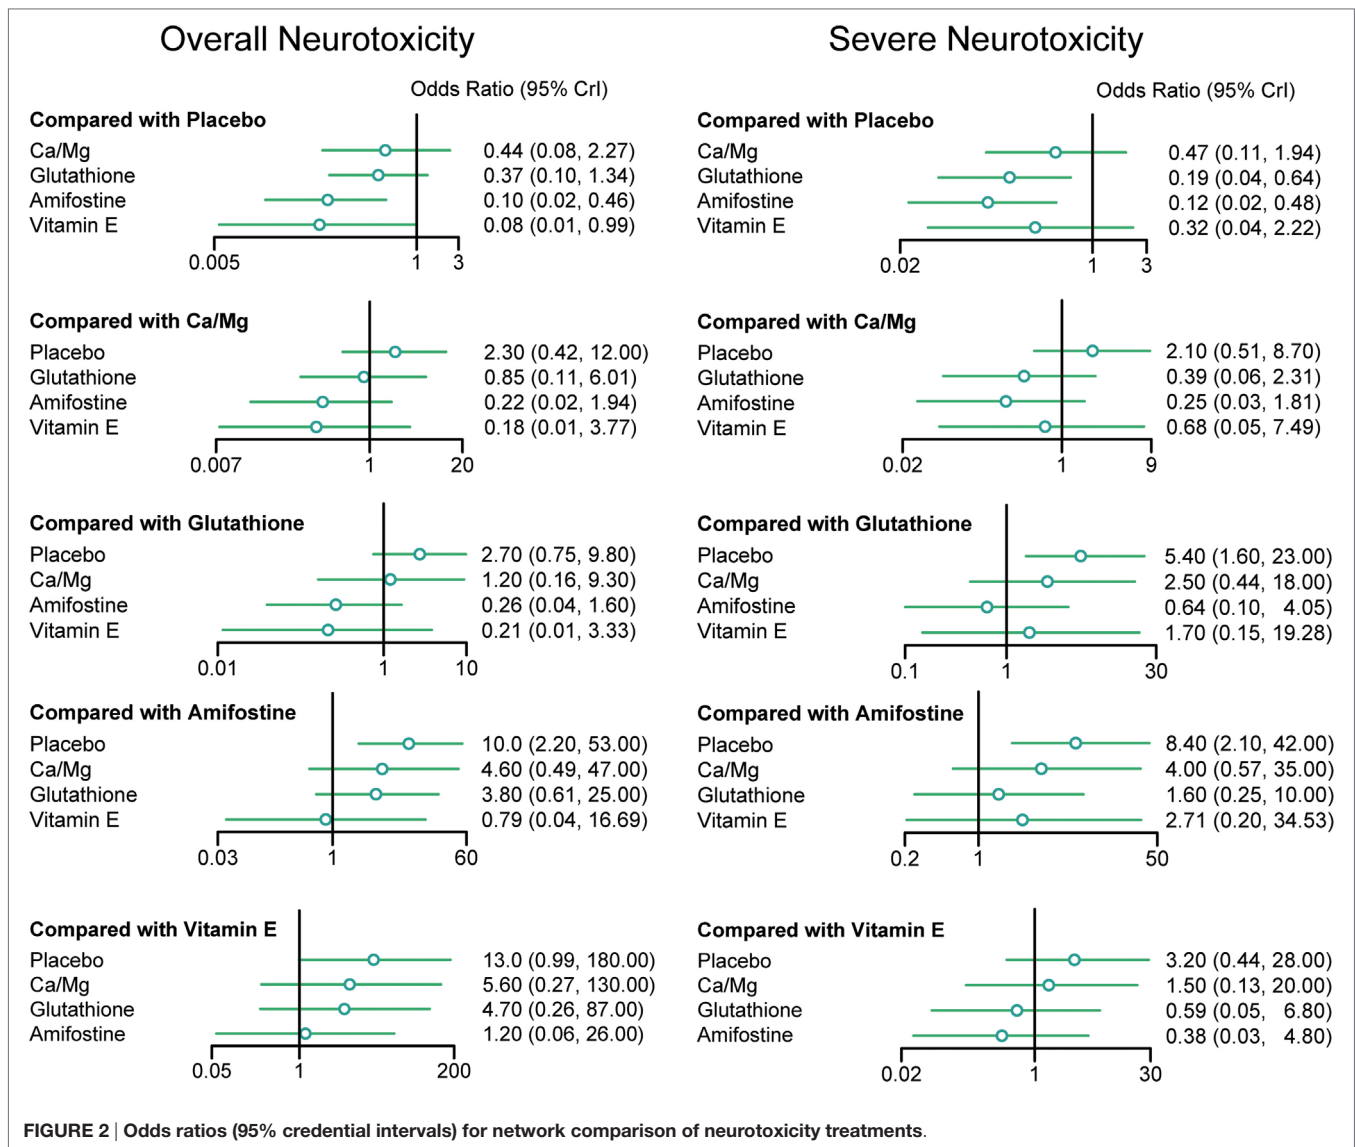 Overall Neurotoxicity
Odds Ratio (95% CrI)
Compared with Placebo
Ca/Mg 0.44 (0.08, 2.27)
Glutathione 0.37 (0.10, 1.34)
Amifostine 0.10 (0.02, 0.46)
Vitamin E 0.08 (0.01, 0.99)
0.005 1 3
Compared with Ca/Mg
Placebo 2.30 (0.42, 12.00)
Glutathione 0.85 (0.11, 6.01)
Amifostine 0.22 (0.02, 1.94)
Vitamin E 0.18 (0.01, 3.77)
0.007 1 20
Compared with Glutathione
Placebo 2.70 (0.75, 9.80)
Ca/Mg 1.20 (0.16, 9.30)
Amifostine 0.26 (0.04, 1.60)
Vitamin E 0.21 (0.01, 3.33)
0.01 1 10
Compared with Amifostine
Placebo 10.0 (2.20, 53.00)
Ca/Mg 4.60 (0.49, 47.00)
Glutathione 3.80 (0.61, 25.00)
Vitamin E 0.79 (0.04, 16.69)
0.03 1 60
Compared with Vitamin E
Placebo 13.0 (0.99, 180.00)
Ca/Mg 5.60 (0.27, 130.00)
Glutathione 4.70 (0.26, 87.00)
Amifostine 1.20 (0.06, 26.00)
0.05 1 200
Severe Neurotoxicity
Odds Ratio (95% CrI)
Compared with Placebo
Ca/Mg 0.47 (0.11, 1.94)
Glutathione 0.19 (0.04, 0.64)
Amifostine 0.12 (0.02, 0.48)
Vitamin E 0.32 (0.04, 2.22)
0.02 1 3
Compared with Ca/Mg
Placebo 2.10 (0.51, 8.70)
Glutathione 0.39 (0.06, 2.31)
Amifostine 0.25 (0.03, 1.81)
Vitamin E 0.68 (0.05, 7.49)
0.02 1 9
Compared with Glutathione
Placebo 5.40 (1.60, 23.00)
Ca/Mg 2.50 (0.44, 18.00)
Amifostine 0.64 (0.10, 4.05)
Vitamin E 1.70 (0.15, 19.28)
0.1 1 30
Compared with Amifostine
Placebo 8.40 (2.10, 42.00)
Ca/Mg 4.00 (0.57, 35.00)
Glutathione 1.60 (0.25, 10.00)
Vitamin E 2.71 (0.20, 34.53)
0.2 1 50
Compared with Vitamin E
Placebo 3.20 (0.44, 28.00)
Ca/Mg 1.50 (0.13, 20.00)
Glutathione 0.59 (0.05, 6.80)
Amifostine 0.38 (0.03, 4.80)
0.02 1 30
FIGURE 2 | Odds ratios (95% credential intervals) for network comparison of neurotoxicity treatments.